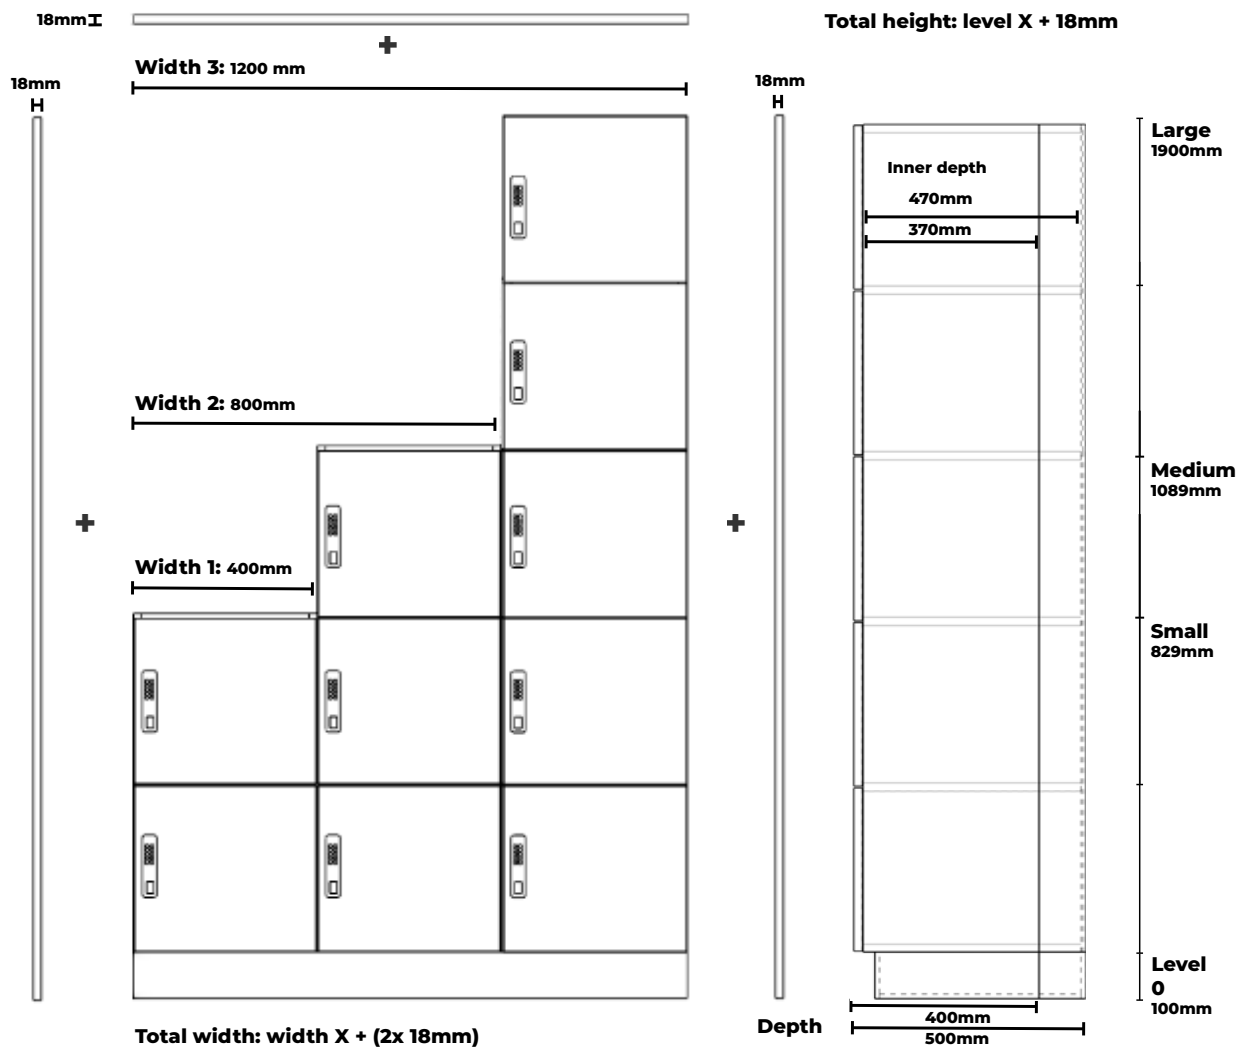 18mm
Total height: level X + 18mm
Width 3: 1200 mm
18mm
18mm
Large
1900mm
Inner depth
470mm
370mm
Width 2: 800mm
Medium
1089mm
Width 1: 400mm
Small
829mm
Level
0
100mm
400mm
Depth
500mm
Total width: width X + (2x 18mm)